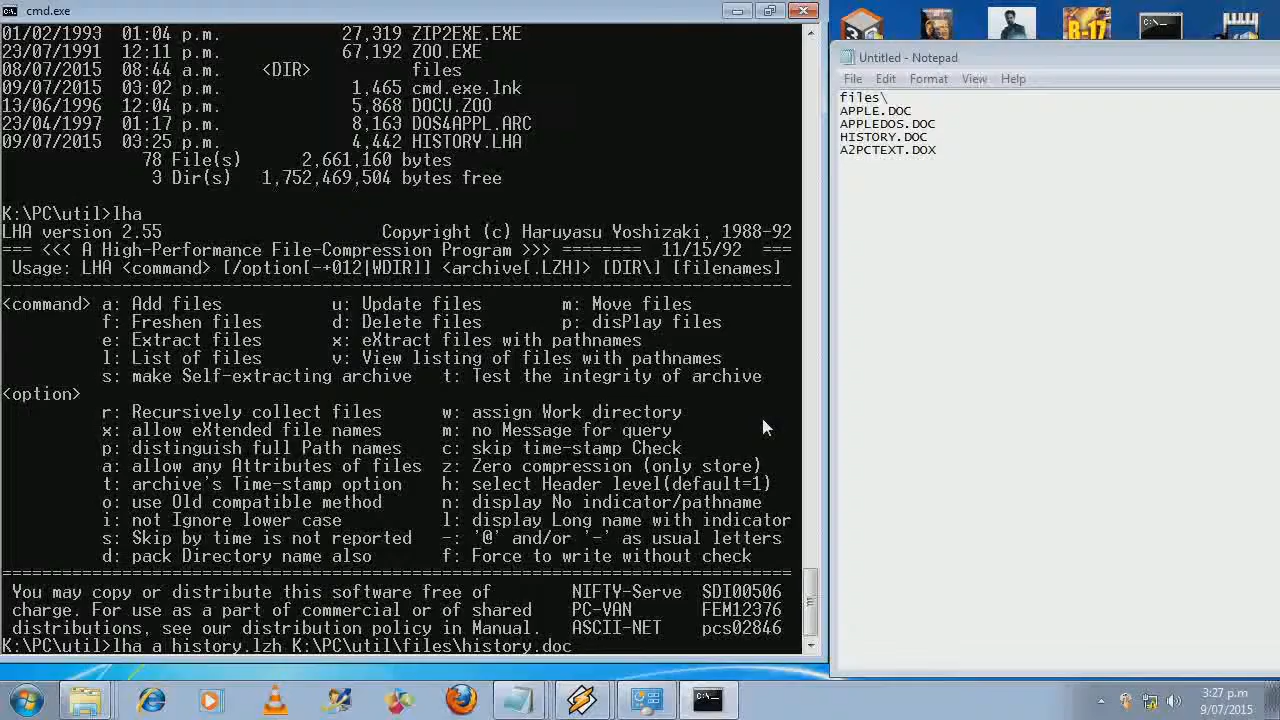 cmd.exe
01/02/1993  01:04 p.m.            27,319 ZIP2EXE.EXE
23/07/1991  12:11 p.m.            67,192 ZOO.EXE
08/07/2015  08:44 a.m.    <DIR>          files
09/07/2015  03:02 p.m.             1,465 cmd.exe.lnk
13/06/1996  12:04 p.m.             5,868 DOCU.ZOO
23/04/1997  01:17 p.m.             8,163 DOS4APPL.ARC
09/07/2015  03:25 p.m.             4,442 HISTORY.LHA
78 File(s)      2,661,160 bytes
3 Dir(s)   1,752,469,504 bytes free
K:\PC\util>lha
LHA version 2.55                      Copyright (c) Haruyasu Yoshizaki, 1988-92
=== <<< A High-Performance File-Compression Program >>> ========  11/15/92  ===
Usage: LHA <command> [/option[-+012|WDIR]] <archive[.LZH]> [DIR\] [filenames]
-------------------------------------------------------------------------------
<command> a: Add files           u: Update files         m: Move files
f: Freshen files       d: Delete files         p: disPlay files
e: Extract files       x: eXtract files with pathnames
l: List of files       v: View listing of files with pathnames
s: make Self-extracting archive   t: Test the integrity of archive
<option>
r: Recursively collect files      w: assign Work directory
x: allow eXtended file names      m: no Message for query
p: distinguish full Path names    c: skip time-stamp Check
a: allow any Attributes of files  z: Zero compression (only store)
t: archive's Time-stamp option    h: select Header level(default=1)
o: use Old compatible method      n: display No indicator/pathname
i: not Ignore lower case          l: display Long name with indicator
s: Skip by time is not reported   -: '@' and/or '-' as usual letters
d: pack Directory name also       f: Force to write without check
===============================================================================
You may copy or distribute this software free of        NIFTY-Serve  SDI00506
charge. For use as a part of commercial or of shared    PC-VAN       FEM12376
distributions, see our distribution policy in Manual.   ASCII-NET    pcs02846
K:\PC\util>lha a history.lzh K:\PC\util\files\history.doc
B-17
C:\_
Untitled - Notepad
File Edit Format View Help
files\
APPLE.DOC
APPLEDOS.DOC
HISTORY.DOC
A2PCTEXT.DOX
C:\_
3:27 p.m.
9/07/2015